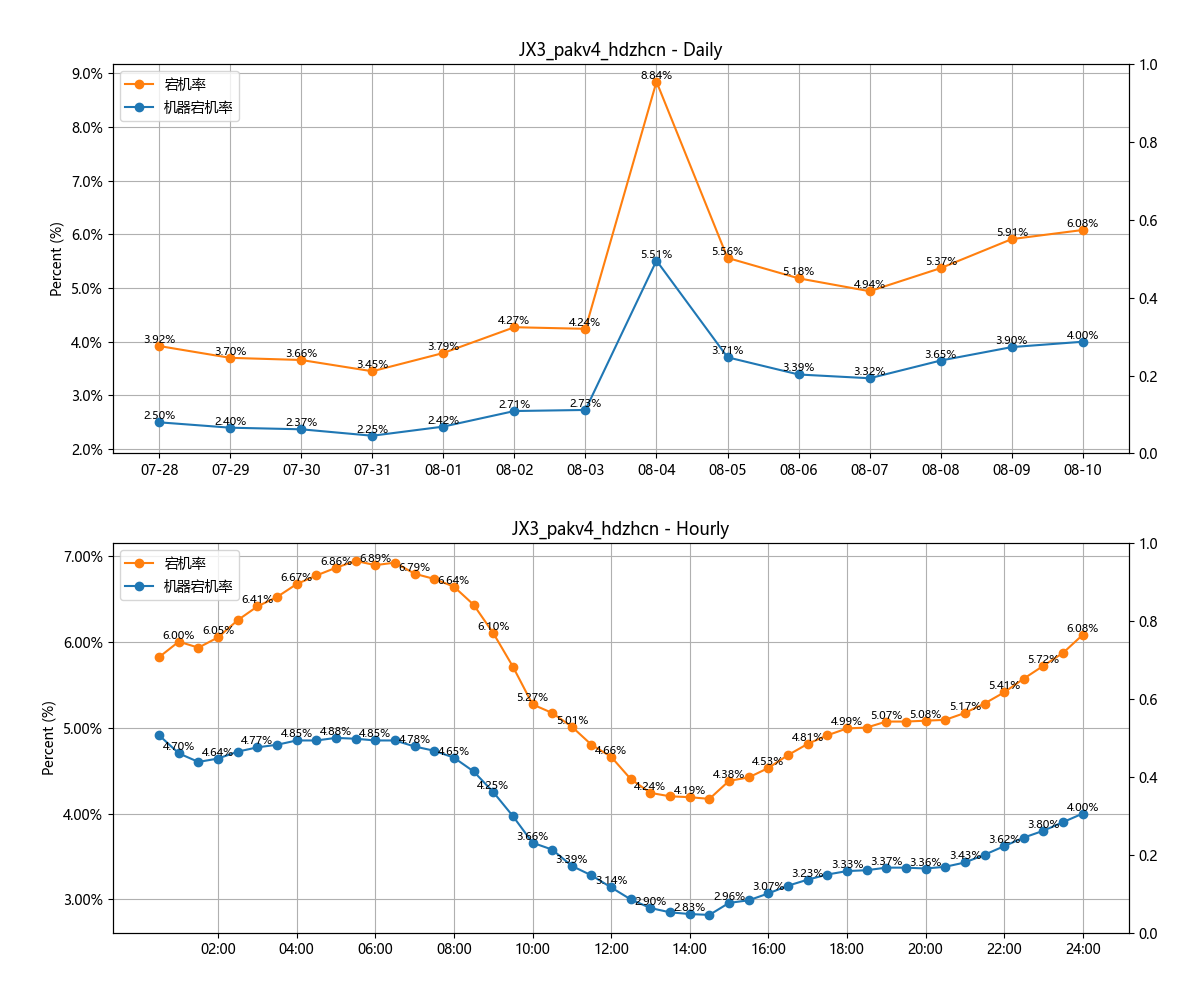 JX3_pakv4_hdzhcn - Daily
宕机率
机器宕机率
Percent (%)
9.0%
8.0%
7.0%
6.0%
5.0%
4.0%
3.0%
2.0%
1.0
0.8
0.6
0.4
0.2
0.0
3.92% 3.70% 3.66% 3.45% 3.79% 4.27% 4.24% 8.84% 5.56% 5.18% 4.94% 5.37% 5.91% 6.08%
2.50% 2.40% 2.37% 2.25% 2.42% 2.71% 2.73% 5.51% 3.71% 3.39% 3.32% 3.65% 3.90% 4.00%
07-28 07-29 07-30 07-31 08-01 08-02 08-03 08-04 08-05 08-06 08-07 08-08 08-09 08-10
JX3_pakv4_hdzhcn - Hourly
宕机率
机器宕机率
Percent (%)
7.00%
6.00%
5.00%
4.00%
3.00%
1.0
0.8
0.6
0.4
0.2
0.0
6.00% 6.05% 6.41% 6.67% 6.86% 6.89% 6.79% 6.64% 6.10% 5.27% 5.01% 4.66% 4.24% 4.19% 4.38% 4.53% 4.81% 4.99% 5.07% 5.08% 5.17% 5.41% 5.72% 6.08%
4.70% 4.64% 4.77% 4.85% 4.88% 4.85% 4.78% 4.65% 4.25% 3.66% 3.39% 3.14% 2.90% 2.83% 2.96% 3.07% 3.23% 3.33% 3.37% 3.36% 3.43% 3.62% 3.80% 4.00%
02:00 04:00 06:00 08:00 10:00 12:00 14:00 16:00 18:00 20:00 22:00 24:00